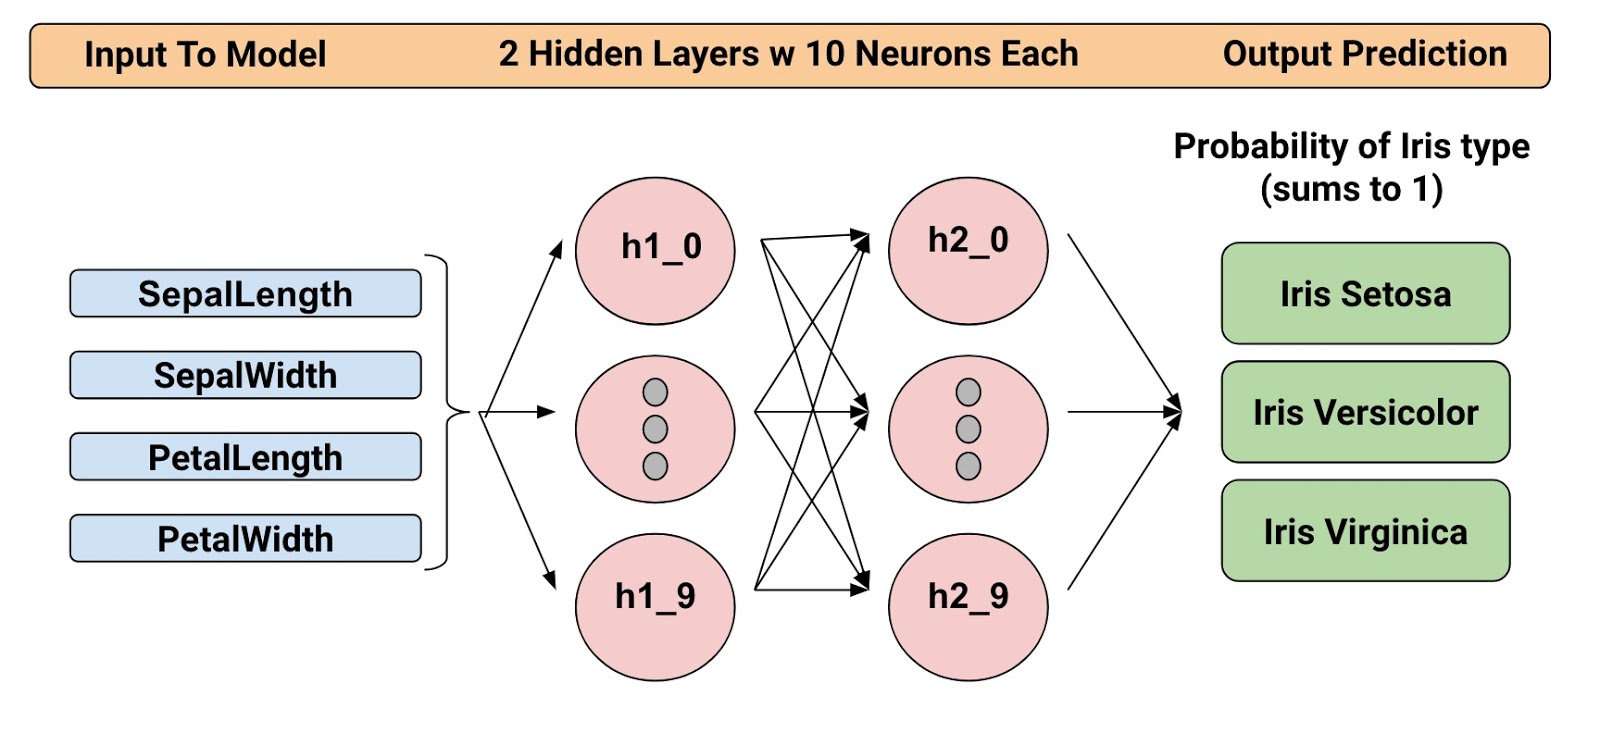 Input To Model
2 Hidden Layers w 10 Neurons Each
Output Prediction
Probability of Iris type
(sums to 1)
SepalLength
SepalWidth
PetalLength
PetalWidth
h1_0
h1_9
h2_0
h2_9
Iris Setosa
Iris Versicolor
Iris Virginica